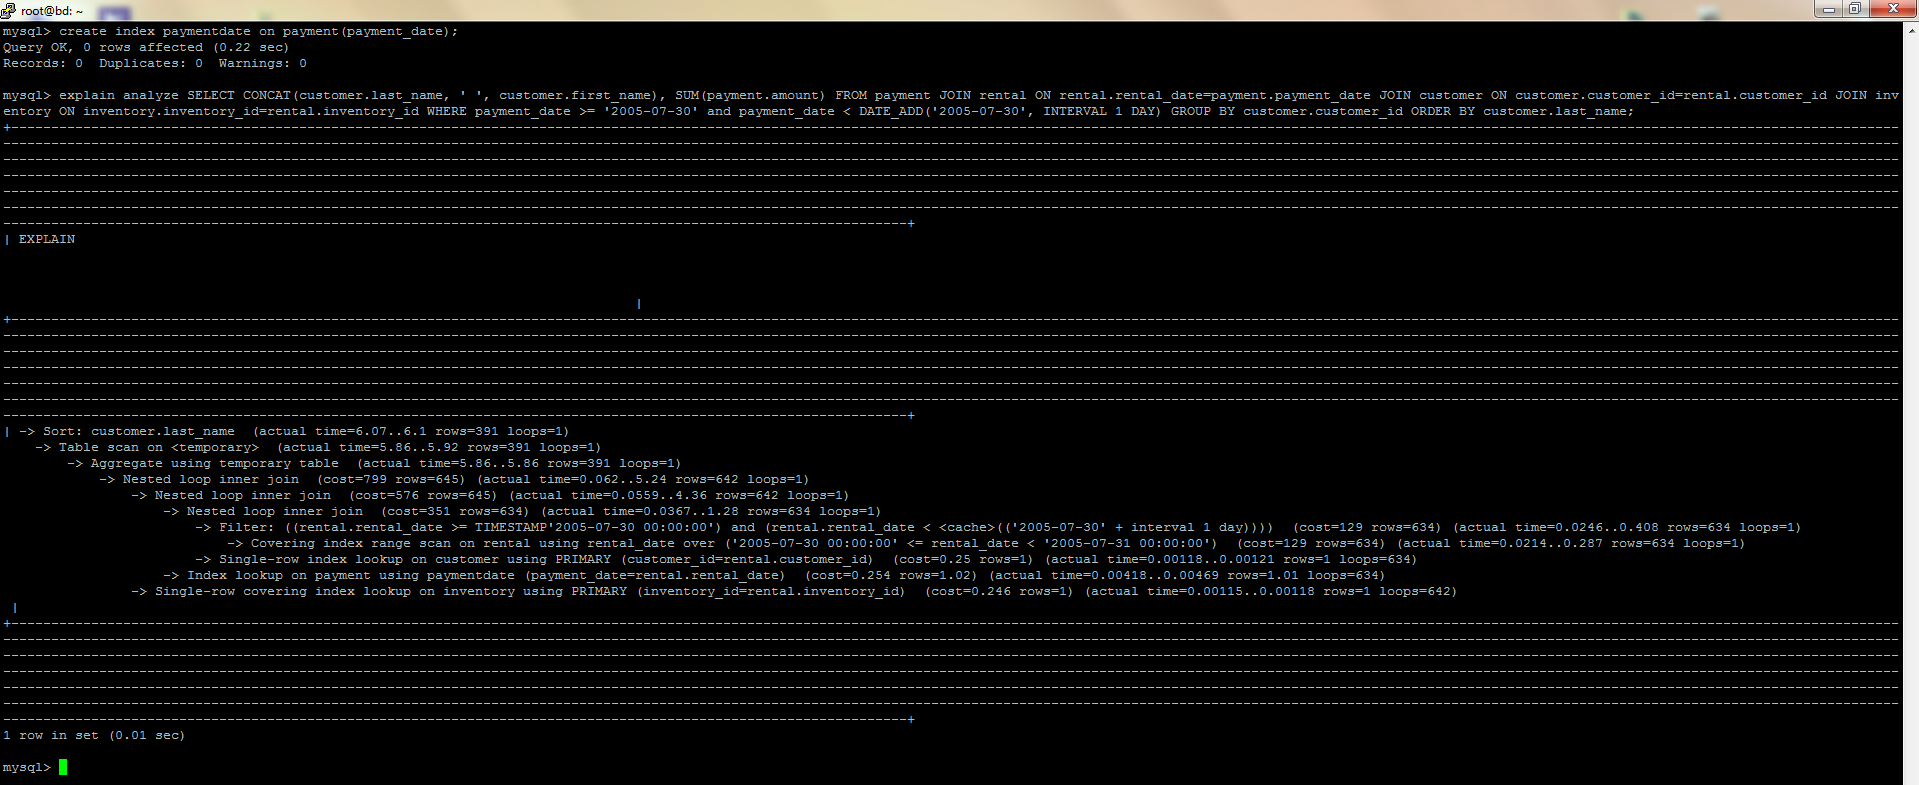 root@bd: ~
mysql> create index paymentdate on payment(payment_date);
Query OK, 0 rows affected (0.22 sec)
Records: 0  Duplicates: 0  Warnings: 0
mysql> explain analyze SELECT CONCAT(customer.last_name, ' ', customer.first_name), SUM(payment.amount) FROM payment JOIN rental ON rental.rental_date=payment.payment_date JOIN customer ON customer.customer_id=rental.customer_id JOIN inv
entory ON inventory.inventory_id=rental.inventory_id WHERE payment_date >= '2005-07-30' and payment_date < DATE_ADD('2005-07-30', INTERVAL 1 DAY) GROUP BY customer.customer_id ORDER BY customer.last_name;
| EXPLAIN
|
| -> Sort: customer.last_name  (actual time=6.07..6.1 rows=391 loops=1)
    -> Table scan on <temporary>  (actual time=5.86..5.92 rows=391 loops=1)
        -> Aggregate using temporary table  (actual time=5.86..5.86 rows=391 loops=1)
            -> Nested loop inner join  (cost=799 rows=645) (actual time=0.062..5.24 rows=642 loops=1)
                -> Nested loop inner join  (cost=576 rows=645) (actual time=0.0559..4.36 rows=642 loops=1)
                    -> Nested loop inner join  (cost=351 rows=634) (actual time=0.0367..1.28 rows=634 loops=1)
                        -> Filter: ((rental.rental_date >= TIMESTAMP'2005-07-30 00:00:00') and (rental.rental_date < <cache>(('2005-07-30' + interval 1 day))))  (cost=129 rows=634) (actual time=0.0246..0.408 rows=634 loops=1)
                            -> Covering index range scan on rental using rental_date over ('2005-07-30 00:00:00' <= rental_date < '2005-07-31 00:00:00')  (cost=129 rows=634) (actual time=0.0214..0.287 rows=634 loops=1)
                        -> Single-row index lookup on customer using PRIMARY (customer_id=rental.customer_id)  (cost=0.25 rows=1) (actual time=0.00118..0.00121 rows=1 loops=634)
                    -> Index lookup on payment using paymentdate (payment_date=rental.rental_date)  (cost=0.254 rows=1.02) (actual time=0.00418..0.00469 rows=1.01 loops=634)
                -> Single-row covering index lookup on inventory using PRIMARY (inventory_id=rental.inventory_id)  (cost=0.246 rows=1) (actual time=0.00115..0.00118 rows=1 loops=642)
|
1 row in set (0.01 sec)
mysql>